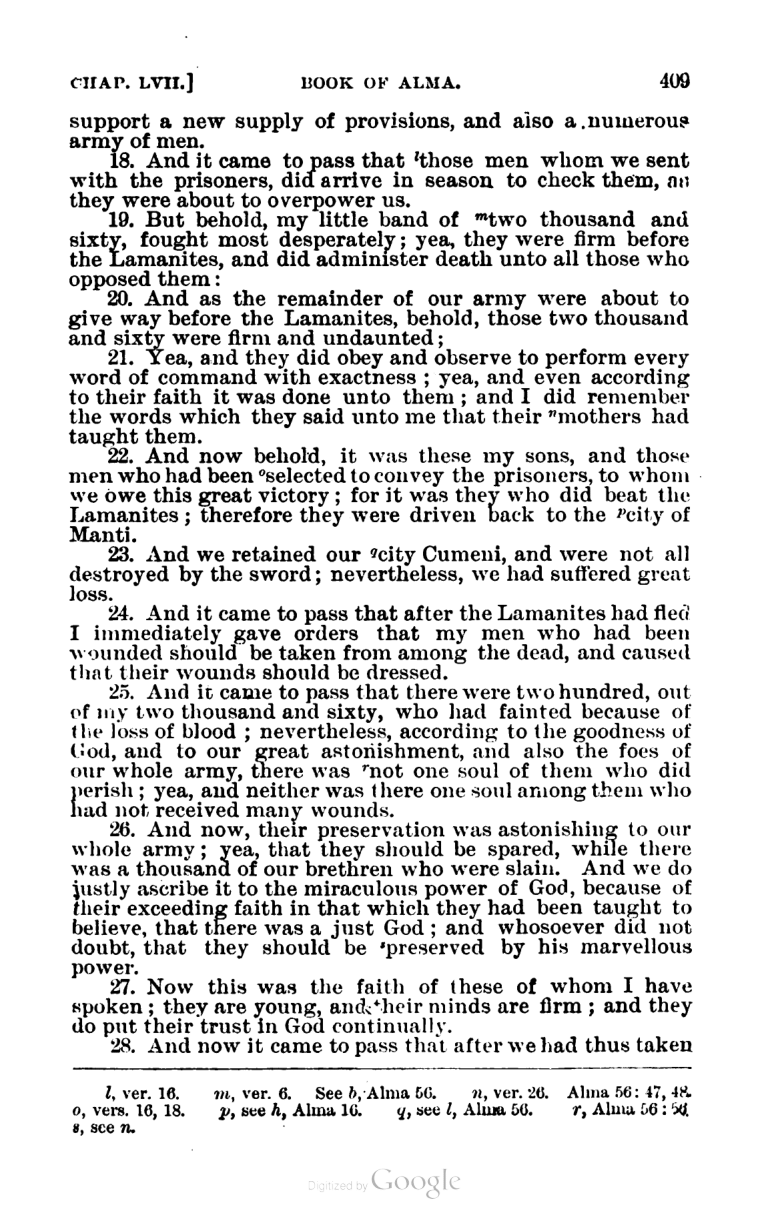 CHAP. LVII.] BOOK OF ALMA. 409
support a new supply of provisions, and also a numerous
army of men.
18. And it came to pass that ˡthose men whom we sent
with the prisoners, did arrive in season to check them, as
they were about to overpower us.
19. But behold, my little band of ᵐtwo thousand and
sixty, fought most desperately; yea, they were firm before
the Lamanites, and did administer death unto all those who
opposed them:
20. And as the remainder of our army were about to
give way before the Lamanites, behold, those two thousand
and sixty were firm and undaunted;
21. Yea, and they did obey and observe to perform every
word of command with exactness; yea, and even according
to their faith it was done unto them; and I did remember
the words which they said unto me that their ⁿmothers had
taught them.
22. And now behold, it was these my sons, and those
men who had been ᵒselected to convey the prisoners, to whom
we owe this great victory; for it was they who did beat the
Lamanites; therefore they were driven back to the ᵖcity of
Manti.
23. And we retained our qcity Cumeni, and were not all
destroyed by the sword; nevertheless, we had suffered great
loss.
24. And it came to pass that after the Lamanites had fled
I immediately gave orders that my men who had been
wounded should be taken from among the dead, and caused
that their wounds should be dressed.
25. And it came to pass that there were two hundred, out
of my two thousand and sixty, who had fainted because of
the loss of blood; nevertheless, according to the goodness of
God, and to our great astonishment, and also the foes of
our whole army, there was ʳnot one soul of them who did
perish; yea, and neither was there one soul among them who
had not received many wounds.
26. And now, their preservation was astonishing to our
whole army; yea, that they should be spared, while there
was a thousand of our brethren who were slain. And we do
justly ascribe it to the miraculous power of God, because of
their exceeding faith in that which they had been taught to
believe, that there was a just God; and whosoever did not
doubt, that they should be ˢpreserved by his marvellous
power.
27. Now this was the faith of these of whom I have
spoken; they are young, and their minds are firm; and they
do put their trust in God continually.
28. And now it came to pass that after we had thus taken
l, ver. 16. m, ver. 6. See b, Alma 56. n, ver. 26. Alma 56: 47, 48.
o, vers. 16, 18. p, see h, Alma 16. q, see l, Alma 56. r, Alma 56: 56.
s, see n.
Digitized by Google